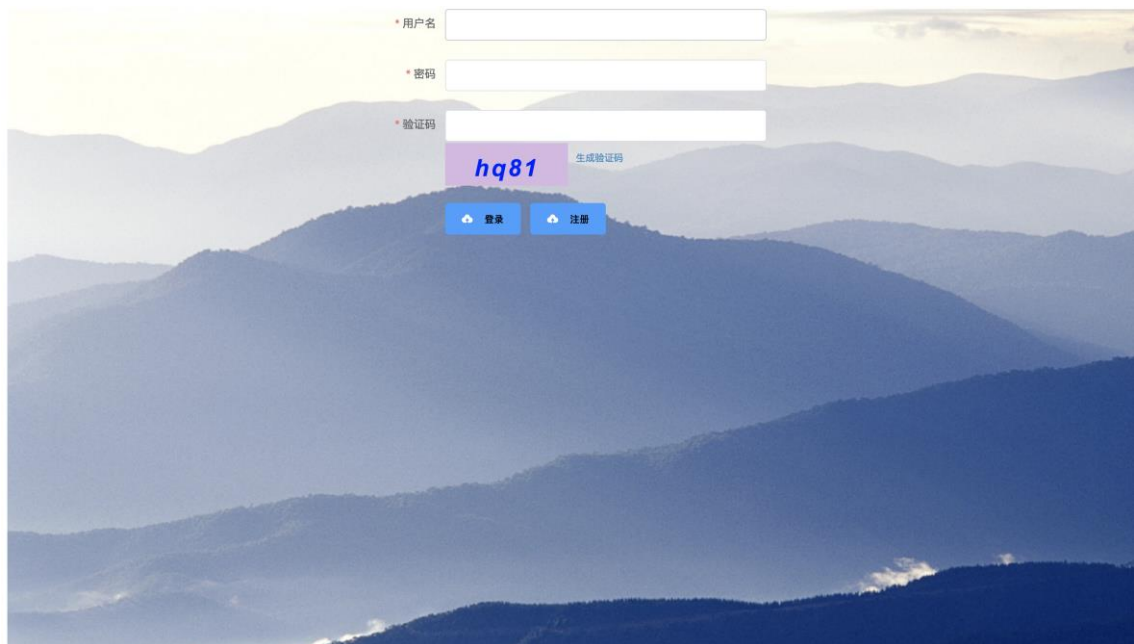 * 用户名
* 密码
* 验证码
hq81 生成验证码
登录 注册